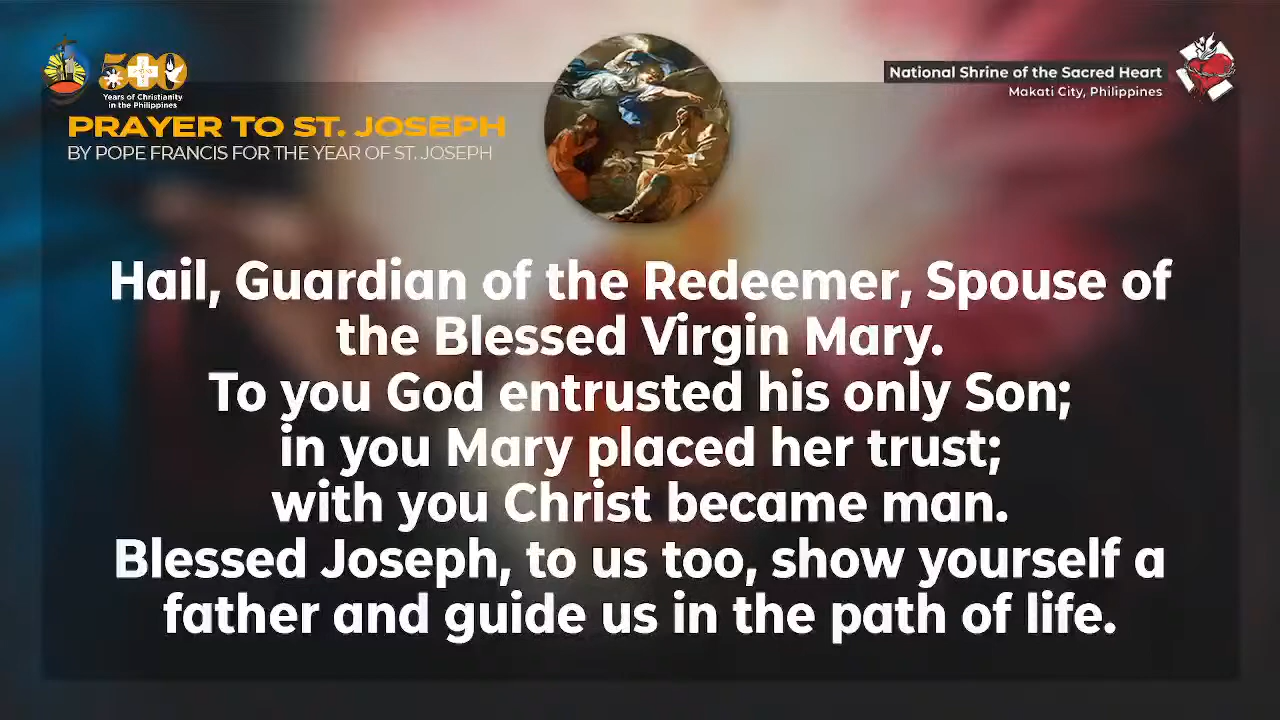 500
Years of Christianity
in the Philippines
PRAYER TO ST. JOSEPH
BY POPE FRANCIS FOR THE YEAR OF ST. JOSEPH
National Shrine of the Sacred Heart
Makati City, Philippines
Hail, Guardian of the Redeemer, Spouse of
the Blessed Virgin Mary.
To you God entrusted his only Son;
in you Mary placed her trust;
with you Christ became man.
Blessed Joseph, to us too, show yourself a
father and guide us in the path of life.